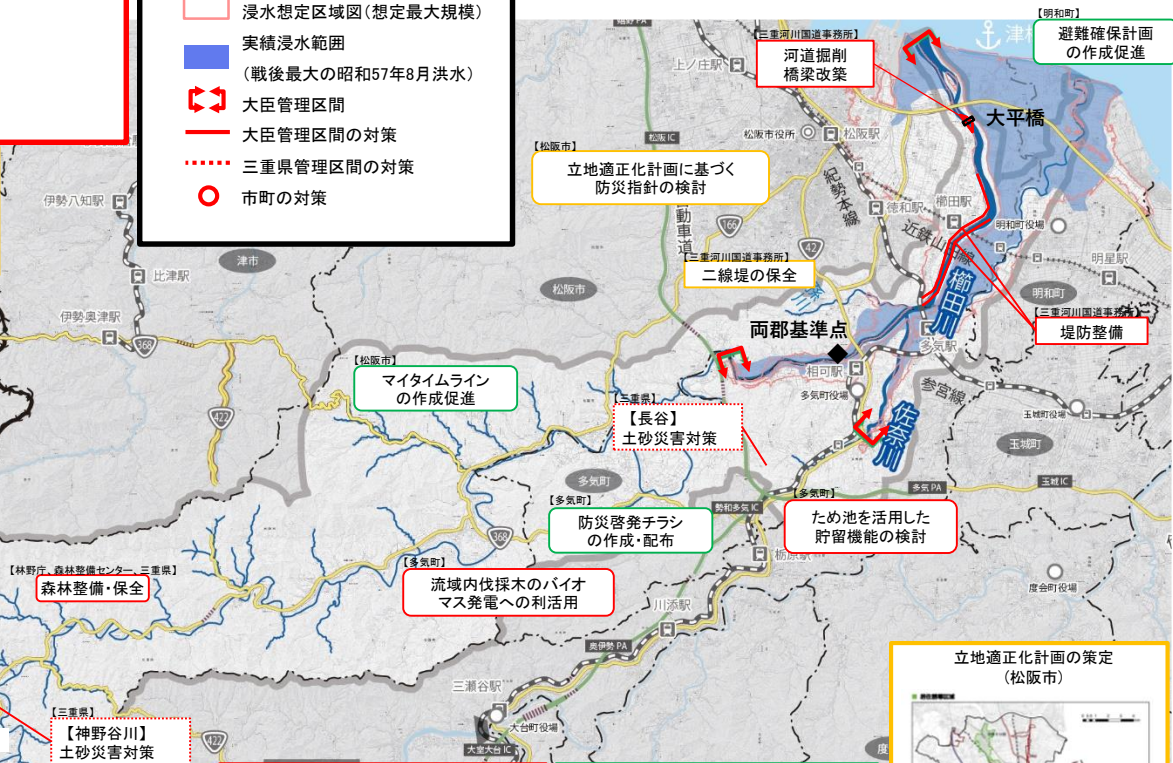 浸水想定区域図(想定最大規模)
実績浸水範囲
(戦後最大の昭和57年8月洪水)
大臣管理区間
大臣管理区間の対策
三重県管理区間の対策
市町の対策
嬉野PA
上ノ庄駅
【三重河川国道事務所】
河道掘削
橋梁改築
【明和町】
避難確保計画
の作成促進
大平橋
松阪IC
松阪市役所
松阪駅
【松阪市】
立地適正化計画に基づく
防災指針の検討
紀勢本線
徳和駅
櫛田駅
明和町役場
近鉄山田線
明星駅
明和町
自動車道
166
42
伊勢八知駅
津市
比津駅
伊勢奥津駅
368
松阪市
【三重河川国道事務所】
二線堤の保全
櫛田川
【三重河川国道事務所】
堤防整備
両郡基準点
多気駅
相可駅
参宮線
多気町役場
玉城町役場
佐奈川
玉城町
【松阪市】
マイタイムライン
の作成促進
422
【三重県】
【長谷】
土砂災害対策
多気町
多気PA
玉城IC
勢和多気IC
【多気町】
防災啓発チラシ
の作成・配布
【多気町】
ため池を活用した
貯留機能の検討
栃原駅
368
【林野庁、森林整備センター、三重県】
森林整備・保全
【多気町】
流域内伐採木のバイオ
マス発電への利活用
川添駅
度会町役場
奥伊勢PA
三瀬谷駅
大台町役場
大宮大台IC
【三重県】
【神野谷川】
土砂災害対策
422
立地適正化計画の策定
(松阪市)